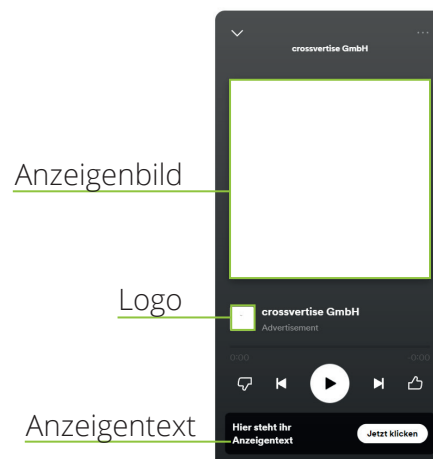 crossvertise GmbH
Anzeigenbild
Logo
crossvertise GmbH
Advertisement
0:00
-0:00
Anzeigentext
Hier steht ihr
Anzeigentext
Jetzt klicken